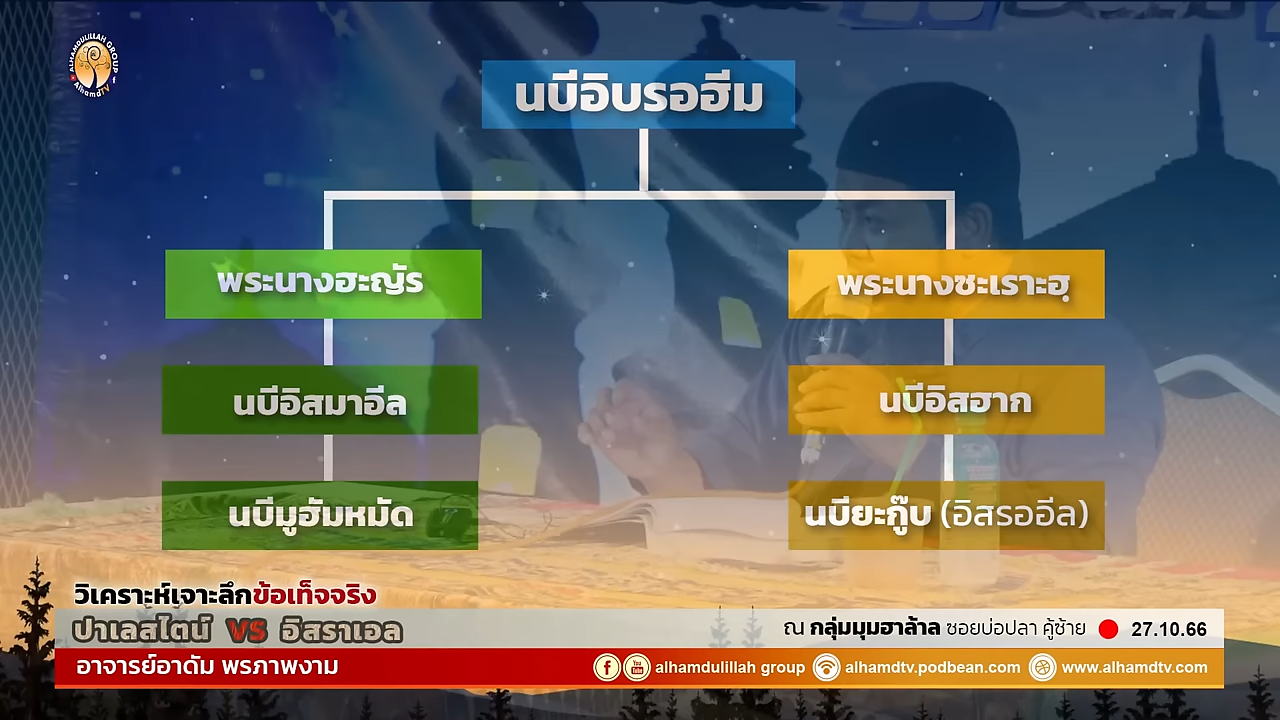 ALHAMDULILLAH GROUP
AlhamdTV
นบีอิบรอฮีม
พระนางฮะญัร
พระนางซะเราะฮฺ
นบีอิสมาอีล
นบีอิสฮาก
นบีมูฮัมหมัด
นบียะกู๊บ (อิสรออีล)
วิเคราะห์เจาะลึกข้อเท็จจริง
ปาเลสไตน์ VS อิสราเอล
ณ กลุ่มมุมฮาล้าล ซอยบ่อปลา คู้ซ้าย 27.10.66
อาจารย์อาดัม พรภาพงาม
alhamdulillah group alhamdtv.podbean.com www.alhamdtv.com